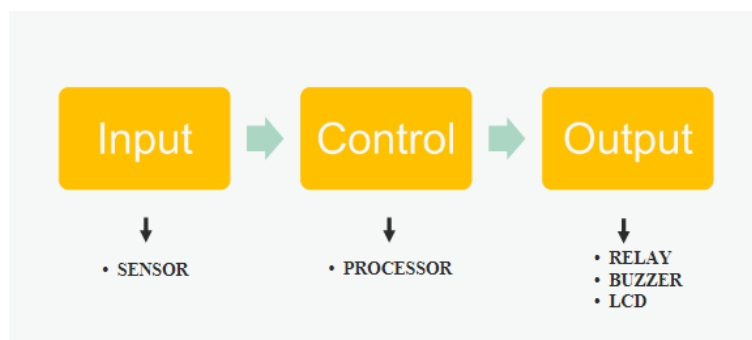 Input
Control
Output
• SENSOR
• PROCESSOR
• RELAY
• BUZZER
• LCD